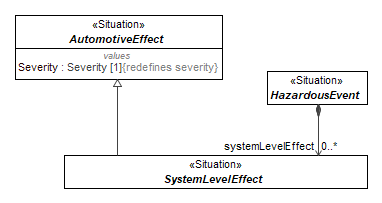 «Situation»
AutomotiveEffect
values
Severity : Severity [1]{redefines severity}
«Situation»
HazardousEvent
systemLevelEffect 0..*
«Situation»
SystemLevelEffect